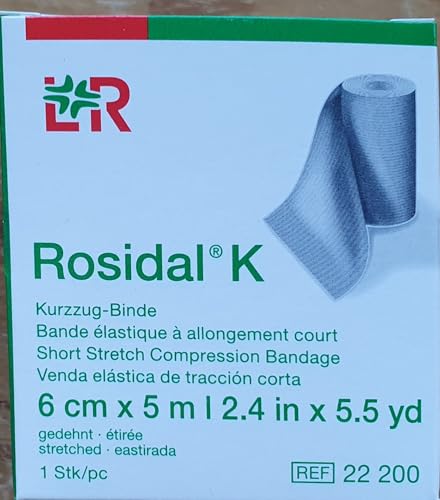 L&R
Rosidal® K
Kurzzug-Binde
Bande élastique à allongement court
Short Stretch Compression Bandage
Venda elástica de tracción corta
6 cm x 5 m | 2.4 in x 5.5 yd
gedehnt · étirée
stretched · eastirada
1 Stk/pc
REF 22 200